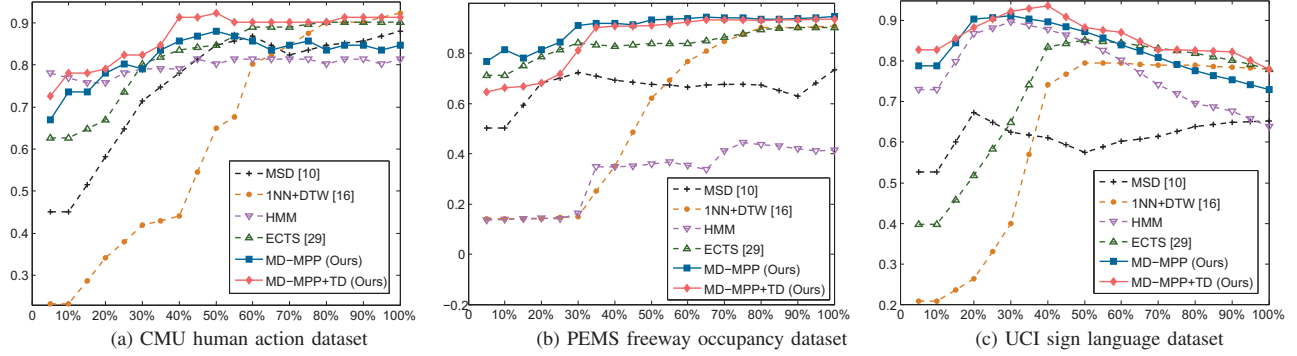 0.9
0.8
0.7
0.6
0.5
0.4
0.3
0 10% 20% 30% 40% 50% 60% 70% 80% 90% 100%
MSD [10]
1NN+DTW [16]
HMM
ECTS [29]
MD−MPP (Ours)
MD−MPP+TD (Ours)
(a) CMU human action dataset
1
0.8
0.6
0.4
0.2
0
−0.2
0 10% 20% 30% 40% 50% 60% 70% 80% 90% 100%
MSD [10]
1NN+DTW [16]
HMM
ECTS [29]
MD−MPP (Ours)
MD−MPP+TD (Ours)
(b) PEMS freeway occupancy dataset
0.9
0.8
0.7
0.6
0.5
0.4
0.3
0.2
0 10% 20% 30% 40% 50% 60% 70% 80% 90% 100%
MSD [10]
1NN+DTW [16]
HMM
ECTS [29]
MD−MPP (Ours)
MD−MPP+TD (Ours)
(c) UCI sign language dataset